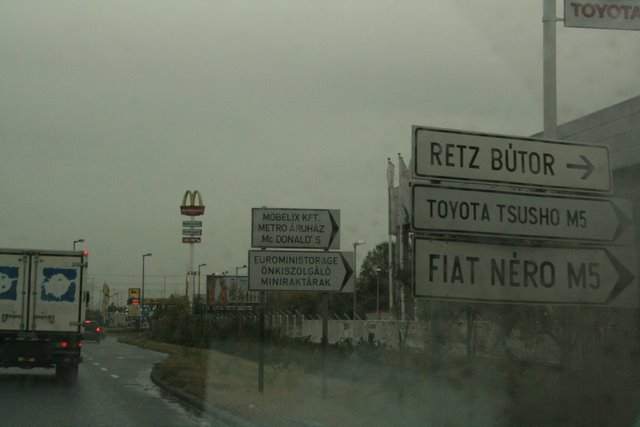 TOYOTA
RETZ BÚTOR
TOYOTA TSUSHO M5
FIAT NÉRO M5
MÖBELIX KFT.
METRO ÁRUHÁZ
Mc DONALD'S
EUROMINISTORAGE
ÖNKISZOLGÁLÓ
MINIRAKTÁRAK